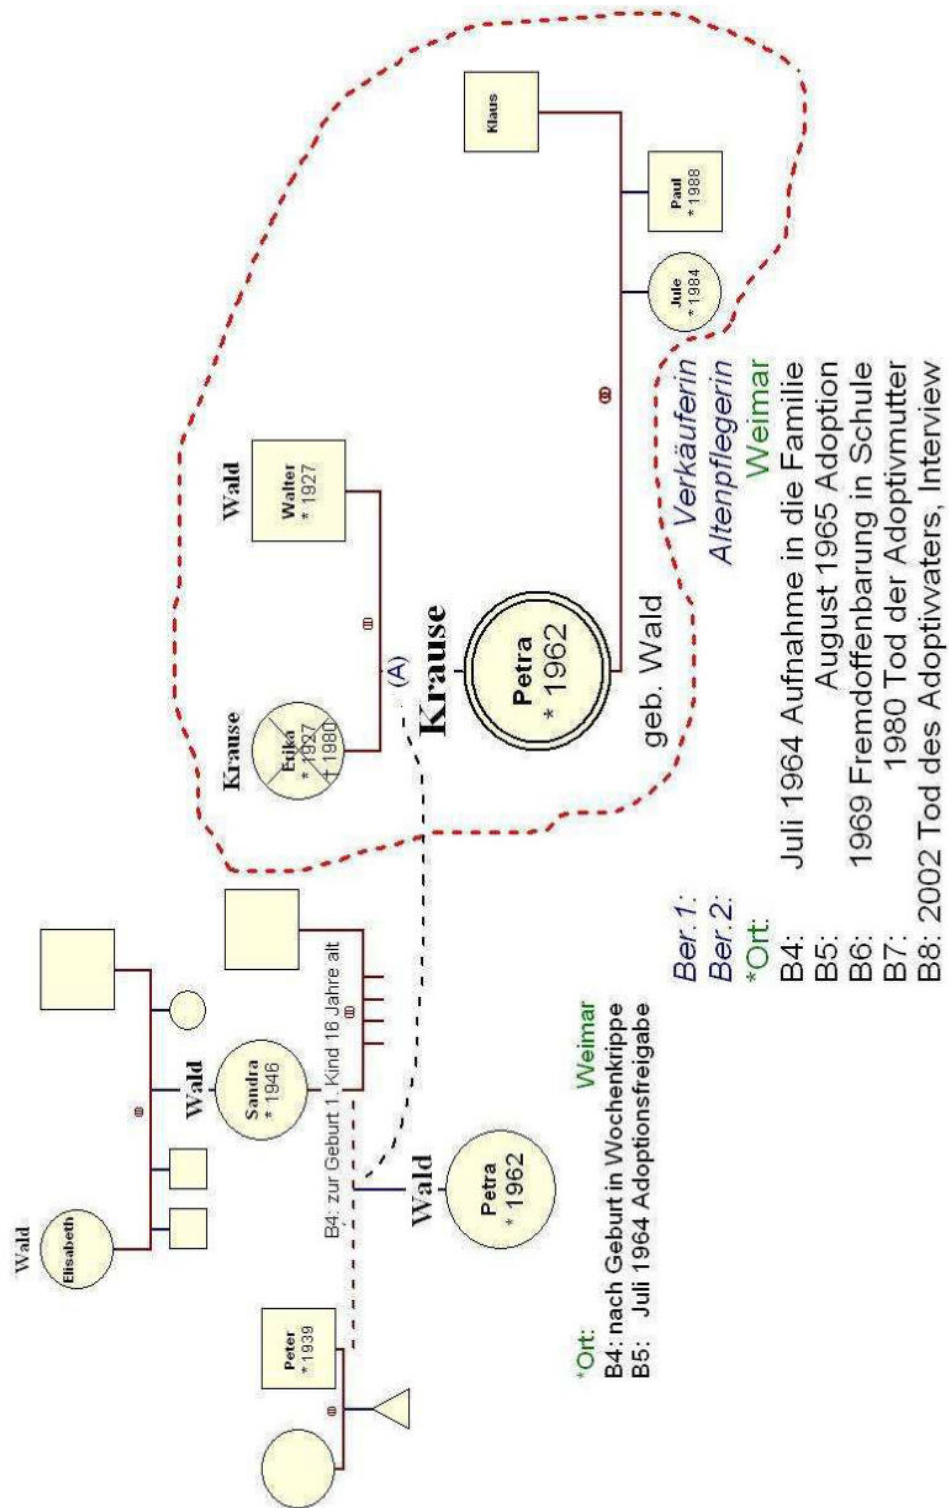 Wald
Elisabeth
Wald
Sandra
* 1946
Peter
* 1939
B4: zur Geburt 1. Kind 16 Jahre alt
Wald
Petra
* 1962
*Ort: Weimar
B4: nach Geburt in Wochenkrippe
B5: Juli 1964 Adoptionsfreigabe
Krause
Erika
* 1927
† 1980
Wald
Walter
* 1927
(A)
Krause
Petra
* 1962
geb. Wald
Klaus
Jule
* 1984
Paul
* 1988
Ber.1: Verkäuferin
Ber.2: Altenpflegerin
*Ort: Weimar
B4: Juli 1964 Aufnahme in die Familie
B5: August 1965 Adoption
B6: 1969 Fremdoffenbarung in Schule
B7: 1980 Tod der Adoptivmutter
B8: 2002 Tod des Adoptivvaters, Interview